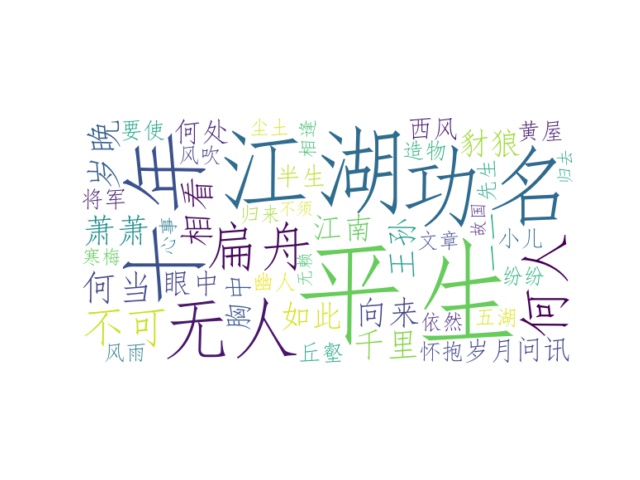 岁晚
要使
何处
尘土
相逢
西风
黄屋
风吹
江湖
功名
造物
豺狼
归去
十年
将军
相看
半生
先生
萧萧
心事
归来
不须
江南
王孙
文章
故国
一一
小儿
寒梅
扁舟
何人
何当
眼中
胸中
幽人
无赖
平生
纷纷
不可
无人
如此
向来
依然
五湖
风雨
丘壑
千里
怀抱
岁月
问讯